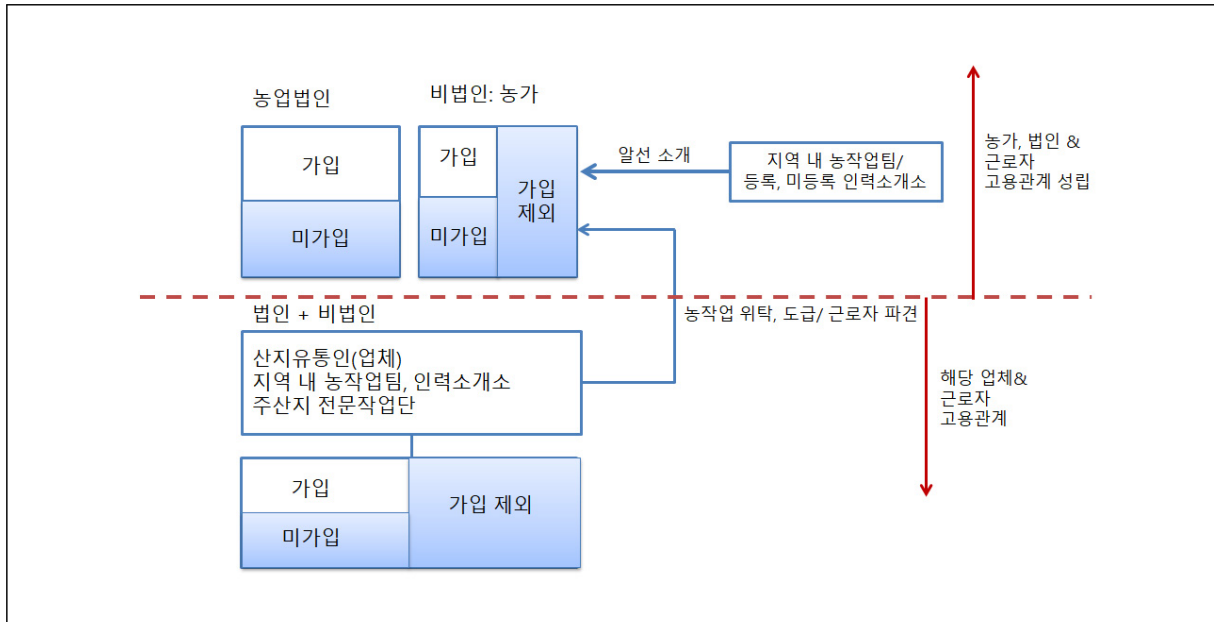 농업법인
비법인: 농가
가입
미가입
가입
미가입
가입
제외
알선 소개
지역 내 농작업팀/
등록, 미등록 인력소개소
농가, 법인 &
근로자
고용관계 성립
법인 + 비법인
농작업 위탁, 도급/ 근로자 파견
산지유통인(업체)
지역 내 농작업팀, 인력소개소
주산지 전문작업단
해당 업체&
근로자
고용관계
가입
미가입
가입 제외